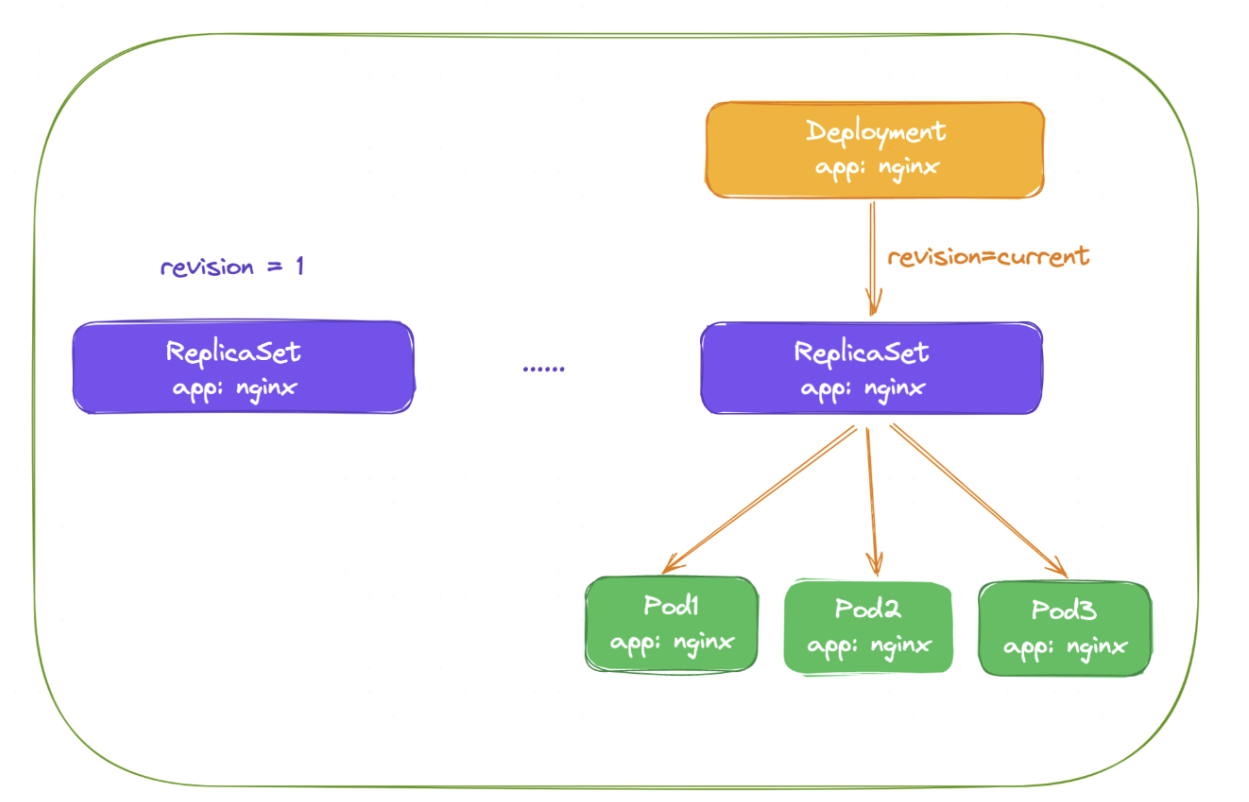 Deployment
app: nginx
revision=current
revision = 1
ReplicaSet
app: nginx
......
ReplicaSet
app: nginx
Pod1
app: nginx
Pod2
app: nginx
Pod3
app: nginx